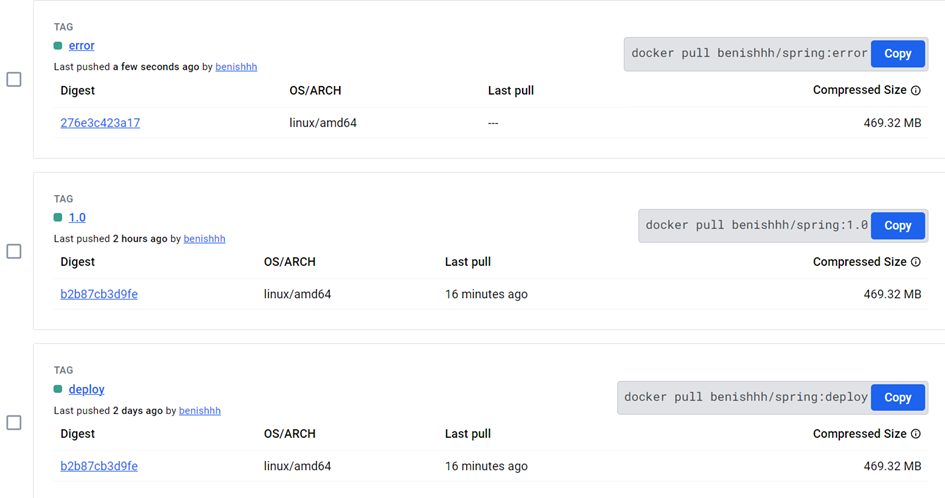 TAG
error
docker pull benishhh/spring:error Copy
Last pushed a few seconds ago by benishhh
Digest OS/ARCH Last pull Compressed Size
276e3c423a17 linux/amd64 --- 469.32 MB
TAG
1.0
docker pull benishhh/spring:1.0 Copy
Last pushed 2 hours ago by benishhh
Digest OS/ARCH Last pull Compressed Size
b2b87cb3d9fe linux/amd64 16 minutes ago 469.32 MB
TAG
deploy
docker pull benishhh/spring:deploy Copy
Last pushed 2 days ago by benishhh
Digest OS/ARCH Last pull Compressed Size
b2b87cb3d9fe linux/amd64 16 minutes ago 469.32 MB